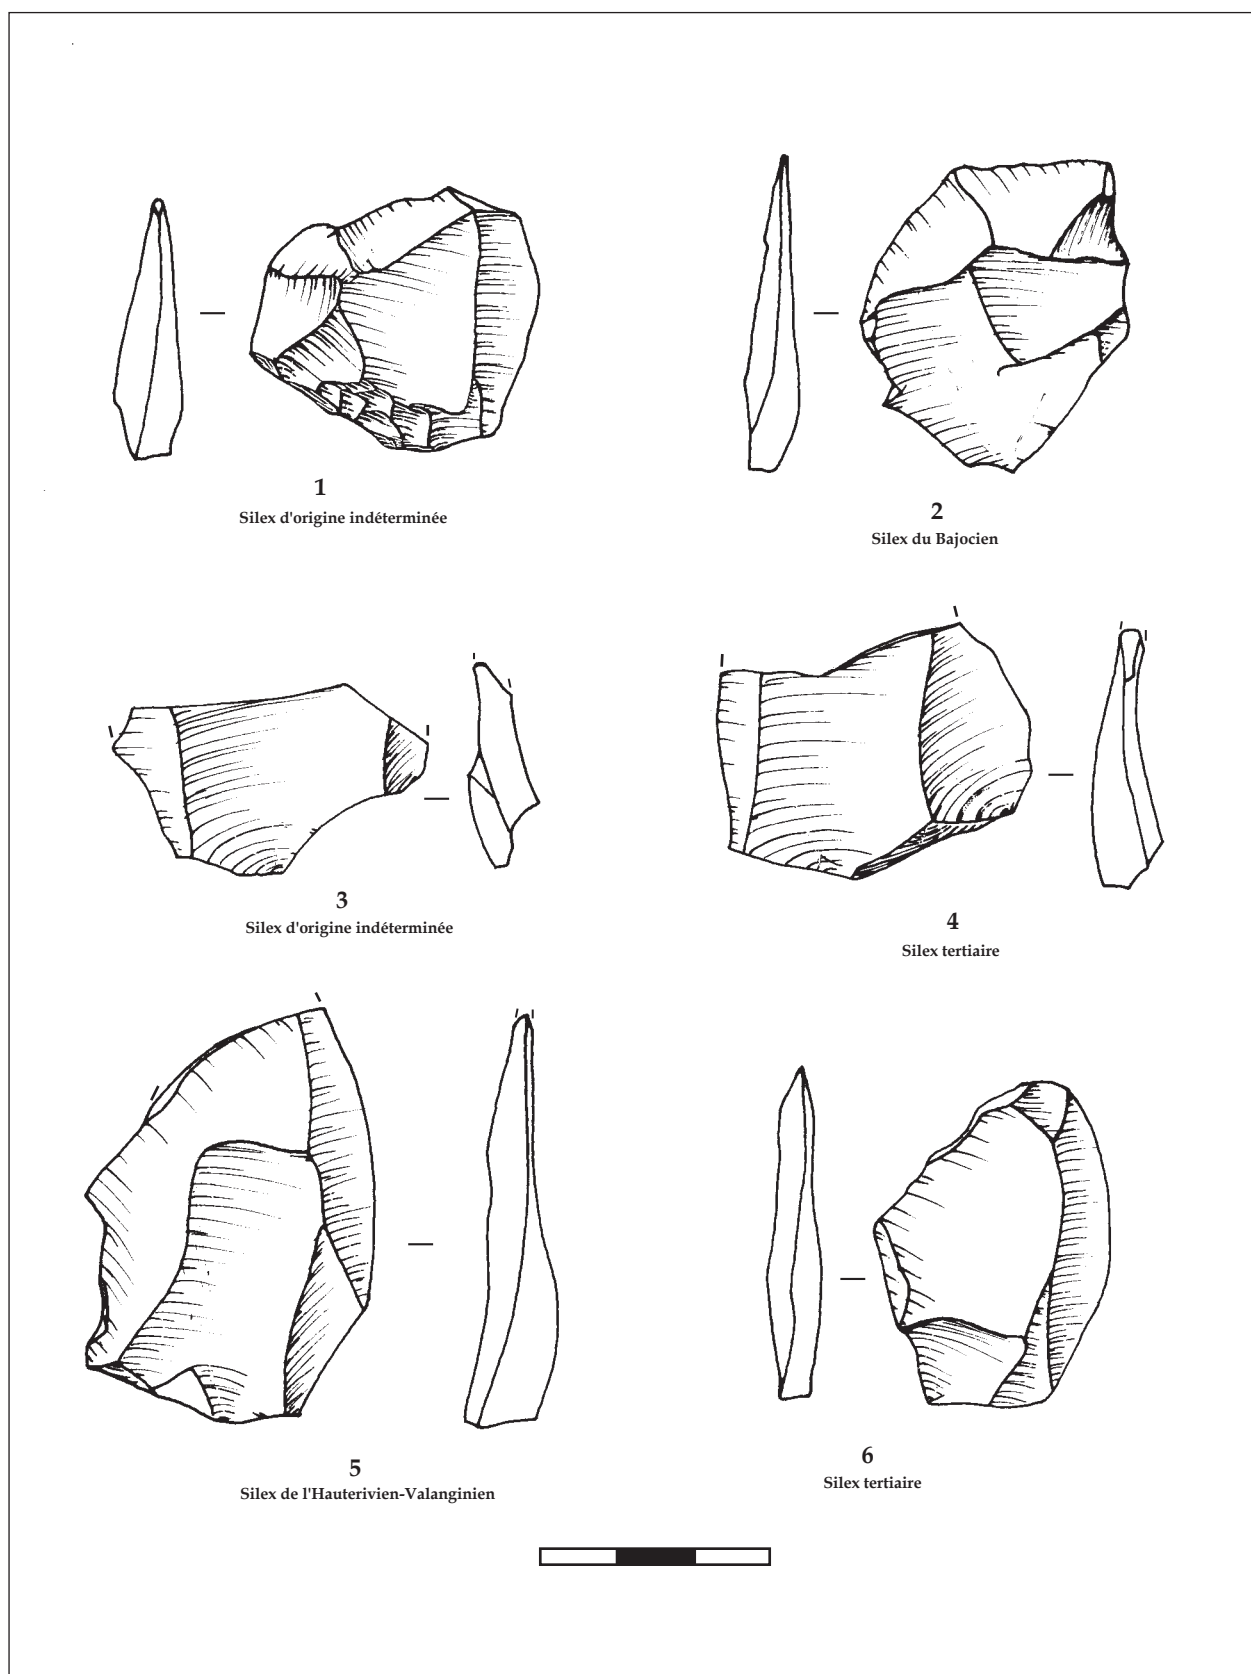 1
Silex d'origine indéterminée
2
Silex du Bajocien
3
Silex d'origine indéterminée
4
Silex tertiaire
5
Silex de l'Hauterivien-Valanginien
6
Silex tertiaire